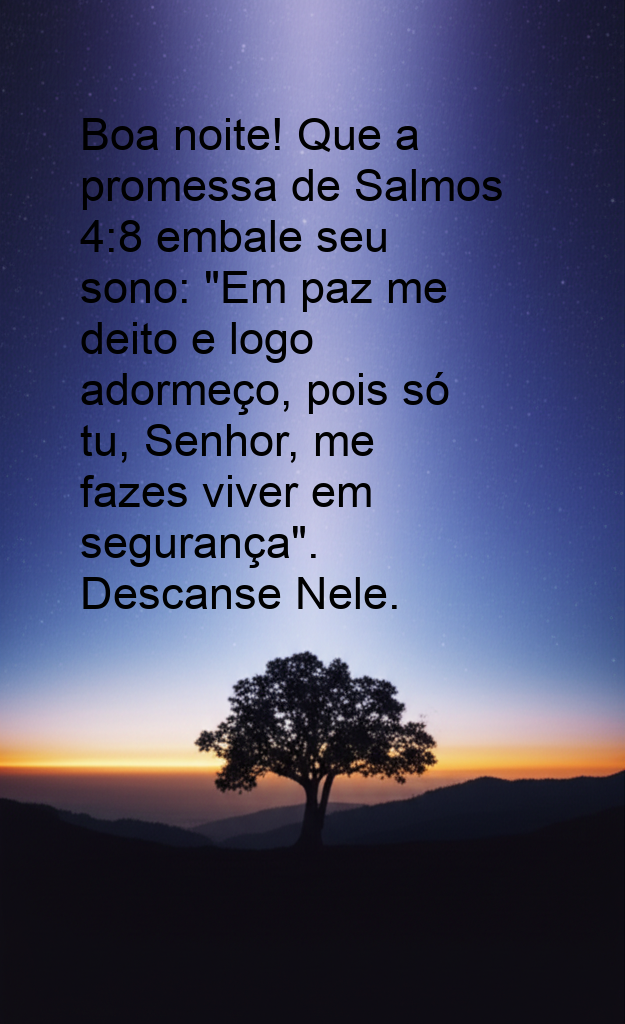 Boa noite! Que a
promessa de Salmos
4:8 embale seu
sono: "Em paz me
deito e logo
adormeço, pois só
tu, Senhor, me
fazes viver em
segurança".
Descanse Nele.